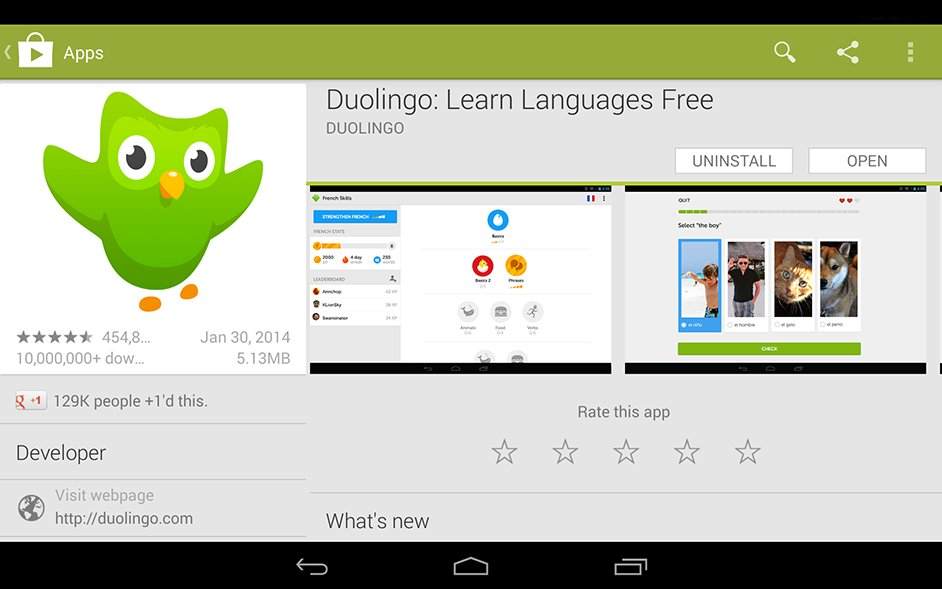 Apps
Duolingo: Learn Languages Free
DUOLINGO
UNINSTALL
OPEN
454,8...
Jan 30, 2014
10,000,000+ dow...
5.13MB
French Skills
STRENGTHEN FRENCH
FRENCH STATS
LEADERBOARD
Annchop
KLionSky
Basics
Basics 2
Phrases
Animals
Food
Verbs
QUIT
Select "the boy"
el niño
el hombre
el gato
el perro
CHECK
g +1
129K people +1'd this.
Rate this app
Developer
Visit webpage
http://duolingo.com
What's new